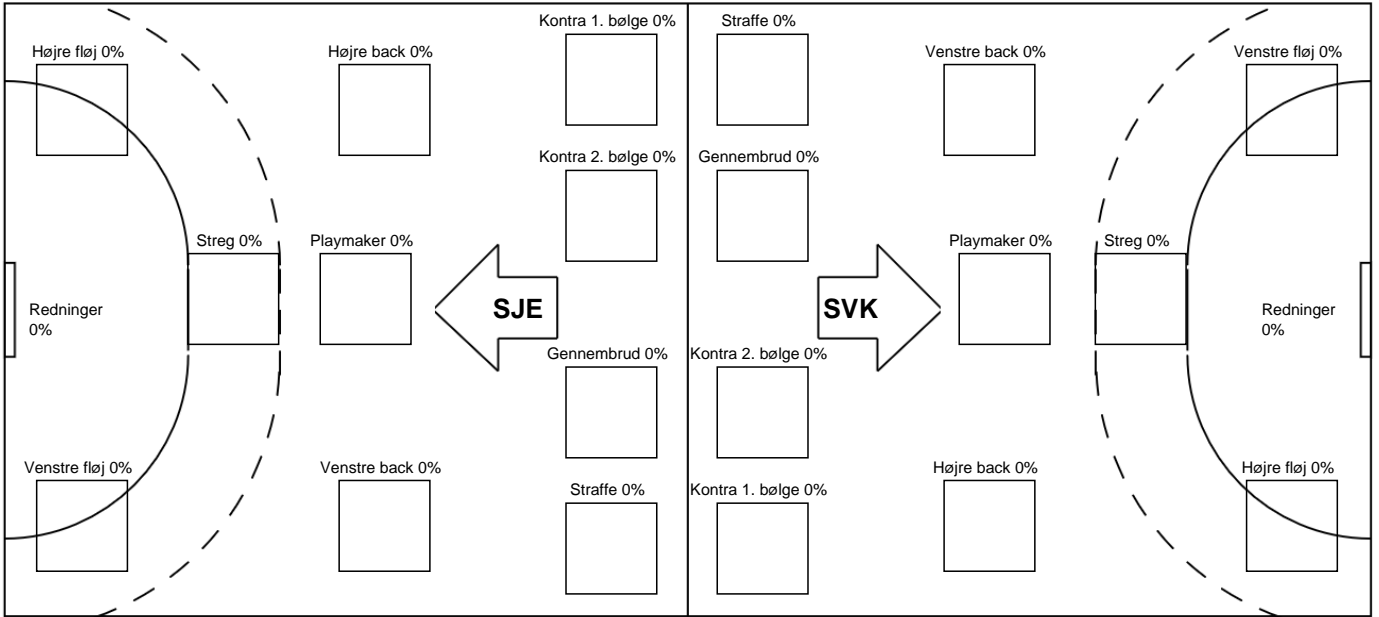 Kontra 1. bølge 0%
Straffe 0%
Højre fløj 0%
Højre back 0%
Venstre back 0%
Venstre fløj 0%
Kontra 2. bølge 0%
Gennembrud 0%
Streg 0%
Playmaker 0%
Playmaker 0%
Streg 0%
Redninger
0%
SJE
SVK
Redninger
0%
Gennembrud 0%
Kontra 2. bølge 0%
Venstre fløj 0%
Venstre back 0%
Højre back 0%
Højre fløj 0%
Straffe 0%
Kontra 1. bølge 0%